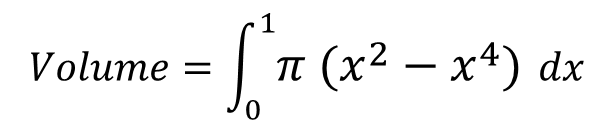 Volume = ∫₀¹ π (x² − x⁴) dx